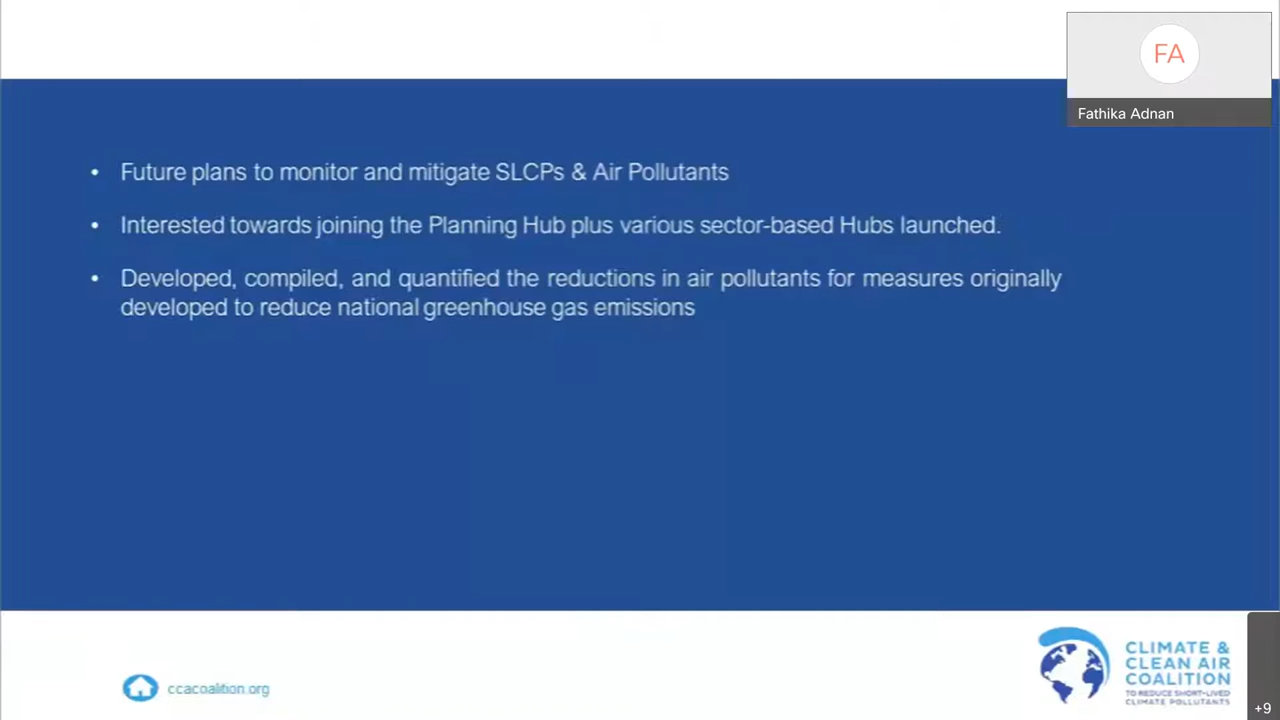 FA
Fathika Adnan
• Future plans to monitor and mitigate SLCPs & Air Pollutants
• Interested towards joining the Planning Hub plus various sector-based Hubs launched.
• Developed, compiled, and quantified the reductions in air pollutants for measures originally
developed to reduce national greenhouse gas emissions
ccacoalition.org
CLIMATE &
CLEAN AIR
COALITION
TO REDUCE SHORT-LIVED
CLIMATE POLLUTANTS
+9